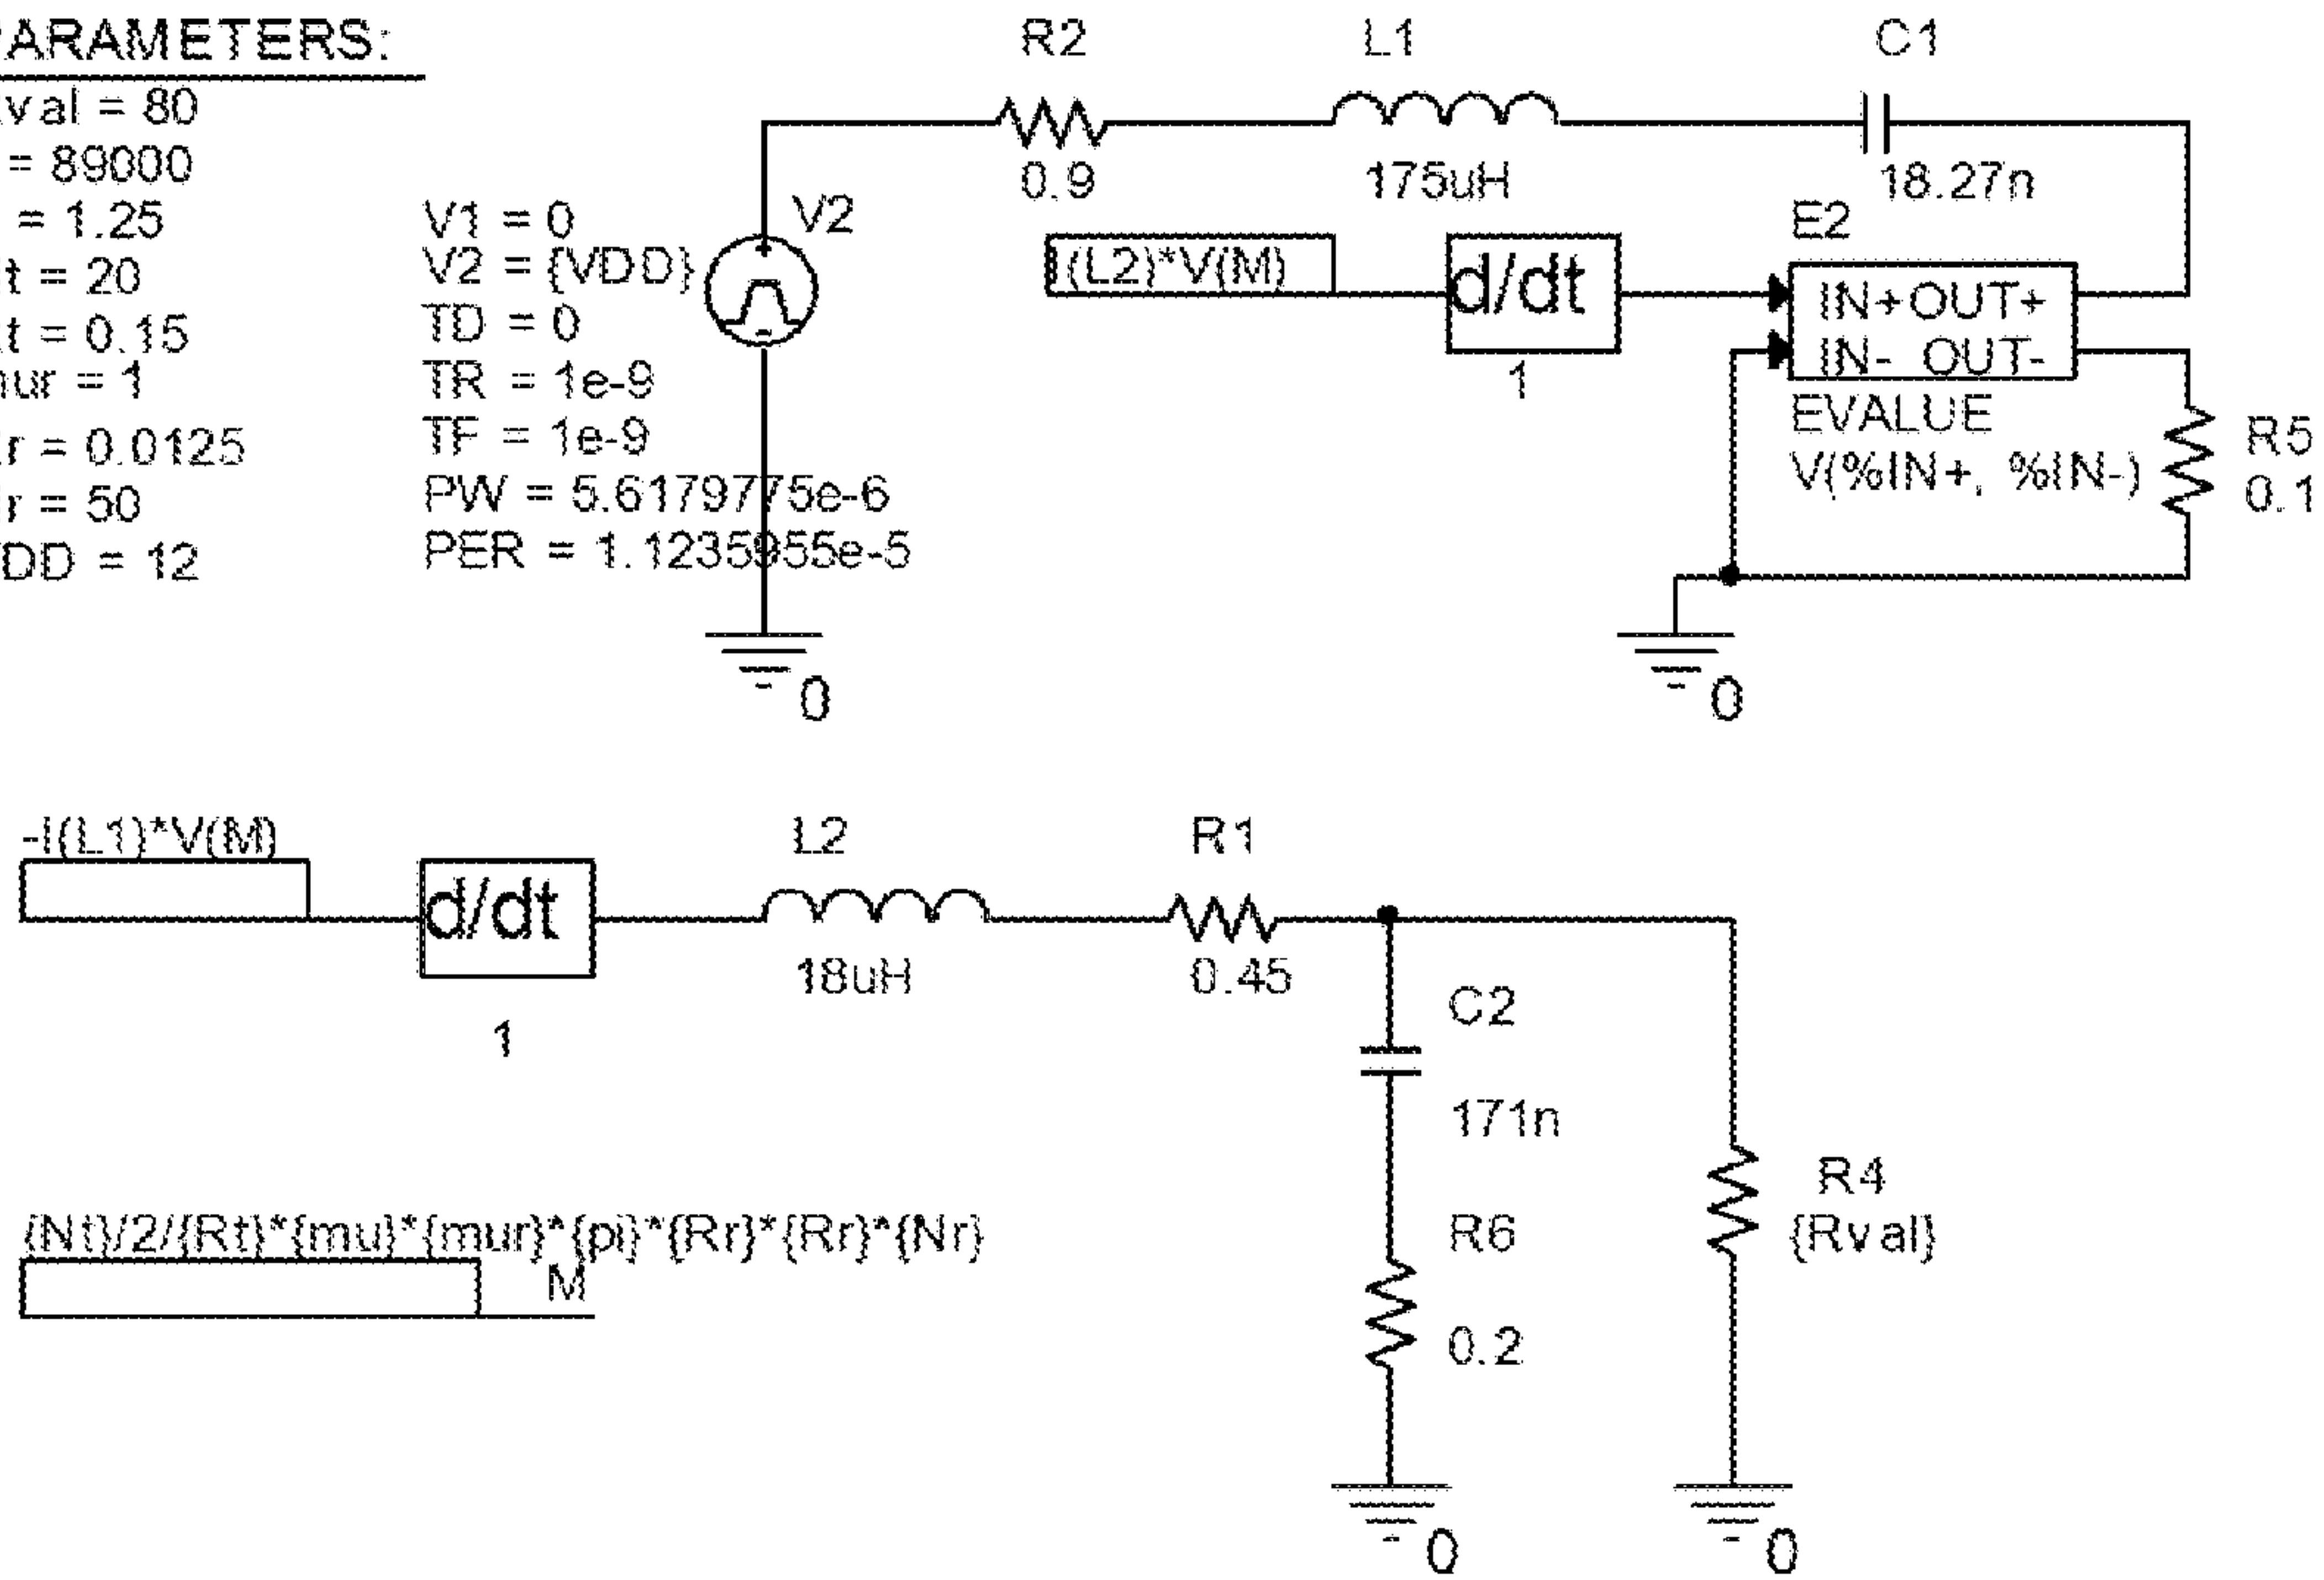 ARAMETERS:
val = 80
= 89000
= 1.25
t = 20
t = 0.15
ur = 1
r = 0.0125
r = 50
DD = 12
V1 = 0
V2 = {VDD}
TD = 0
TR = 1e-9
TF = 1e-9
PW = 5.6179775e-6
PER = 1.1235955e-5
V2
0
R2
0.9
L1
175uH
C1
18.27n
I(L2)*V(M)
d/dt
1
E2
IN+ OUT+
IN- OUT-
EVALUE
V(%IN+, %IN-)
R5
0.1
0
-I(L1)*V(M)
d/dt
1
L2
18uH
R1
0.45
C2
171n
R6
0.2
0
R4
{Rval}
0
{Nt}/2/{Rt}*{mu}*{mur}*{pi}*{Rr}*{Rr}*{Nr}
M